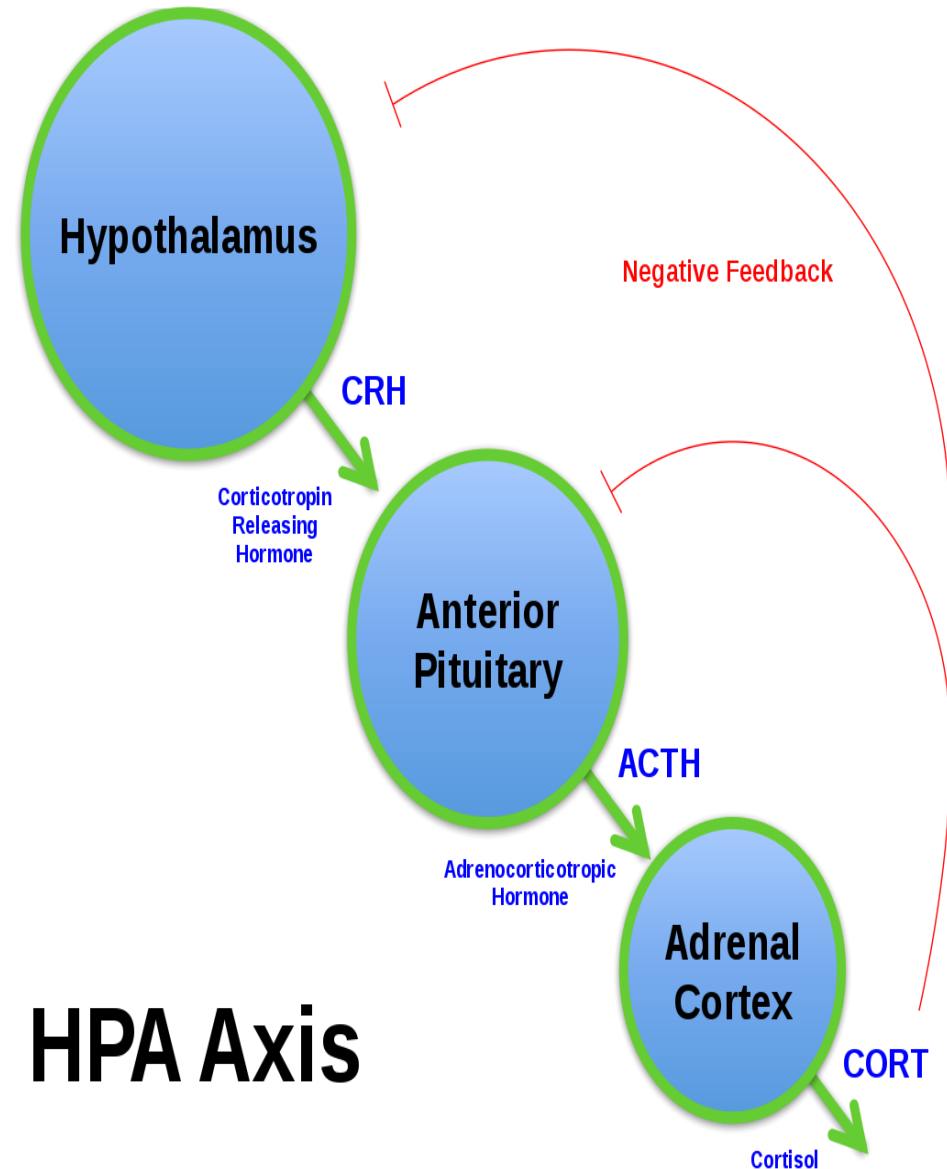 Hypothalamus
Negative Feedback
CRH
Corticotropin
Releasing
Hormone
Anterior
Pituitary
ACTH
Adrenocorticotropic
Hormone
Adrenal
Cortex
HPA Axis
CORT
Cortisol